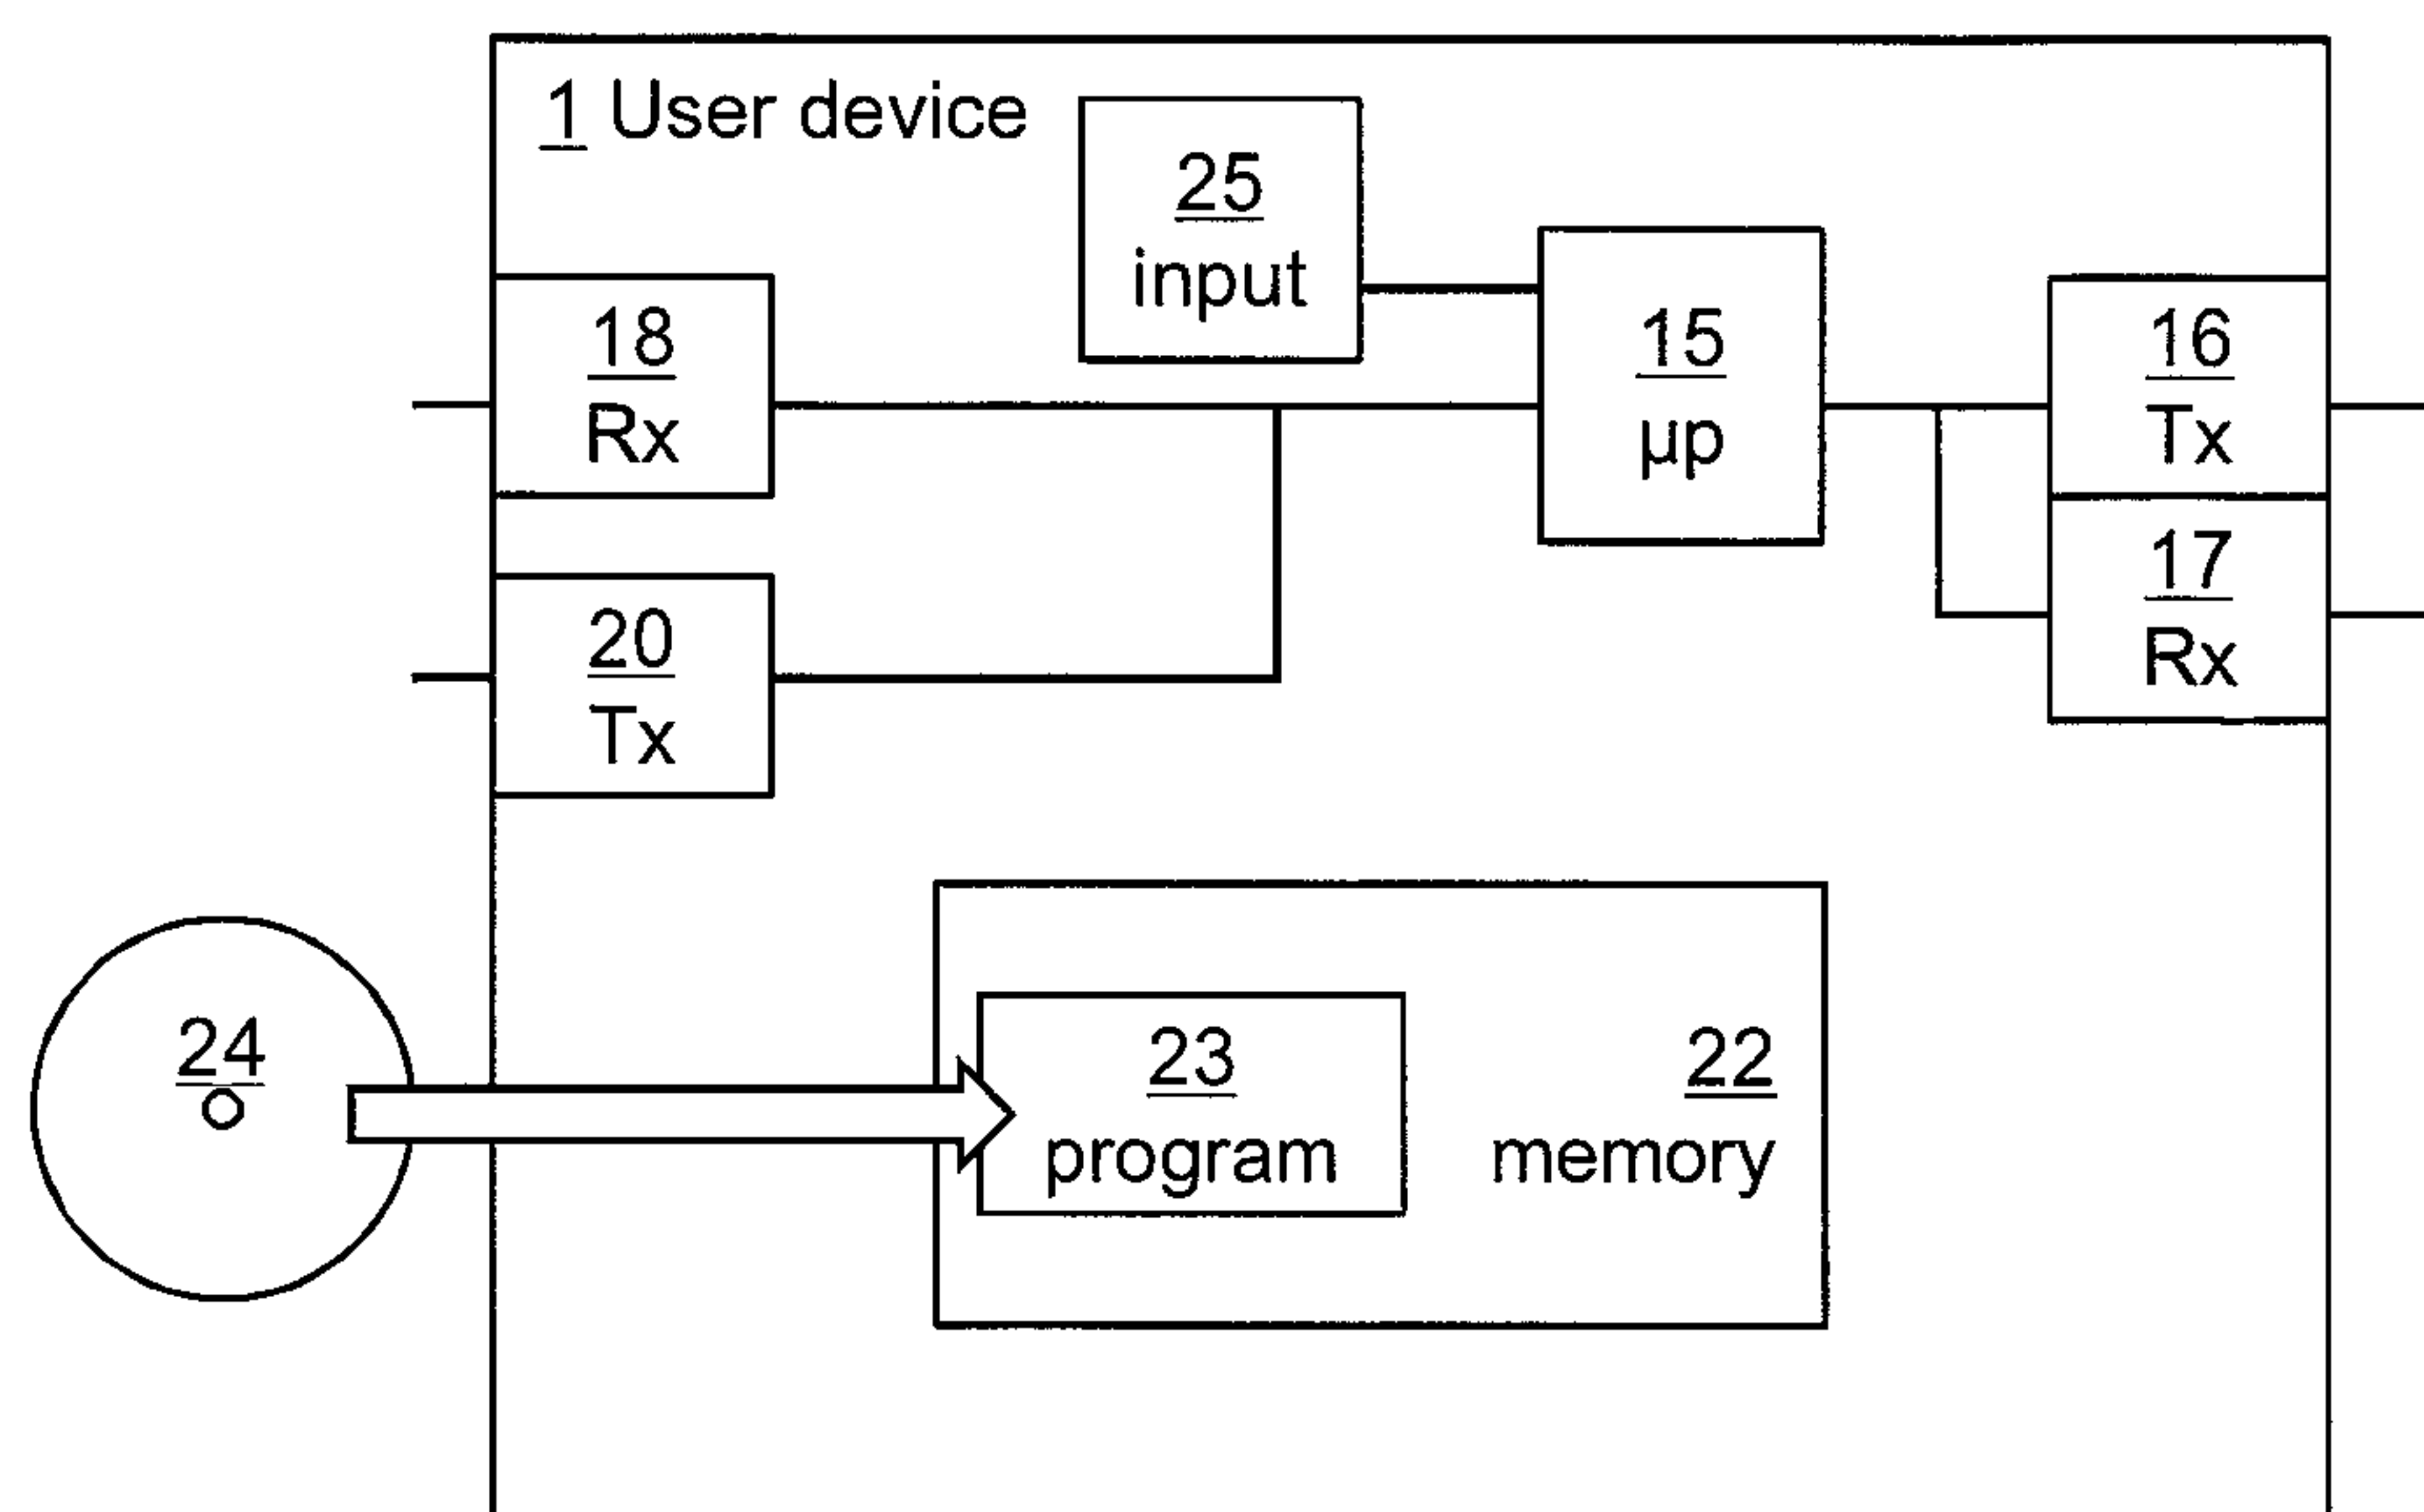 1 User device
25
input
18
Rx
15
µp
16
Tx
17
Rx
20
Tx
24
23
program
22
memory